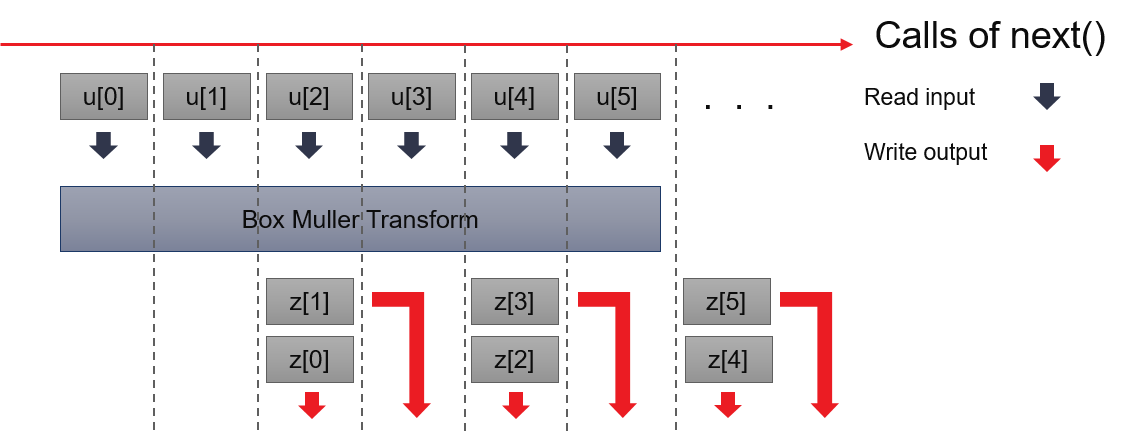 Calls of next()
u[0] u[1] u[2] u[3] u[4] u[5] . . .
Read input
Write output
Box Muller Transform
z[1] z[3] z[5]
z[0] z[2] z[4]